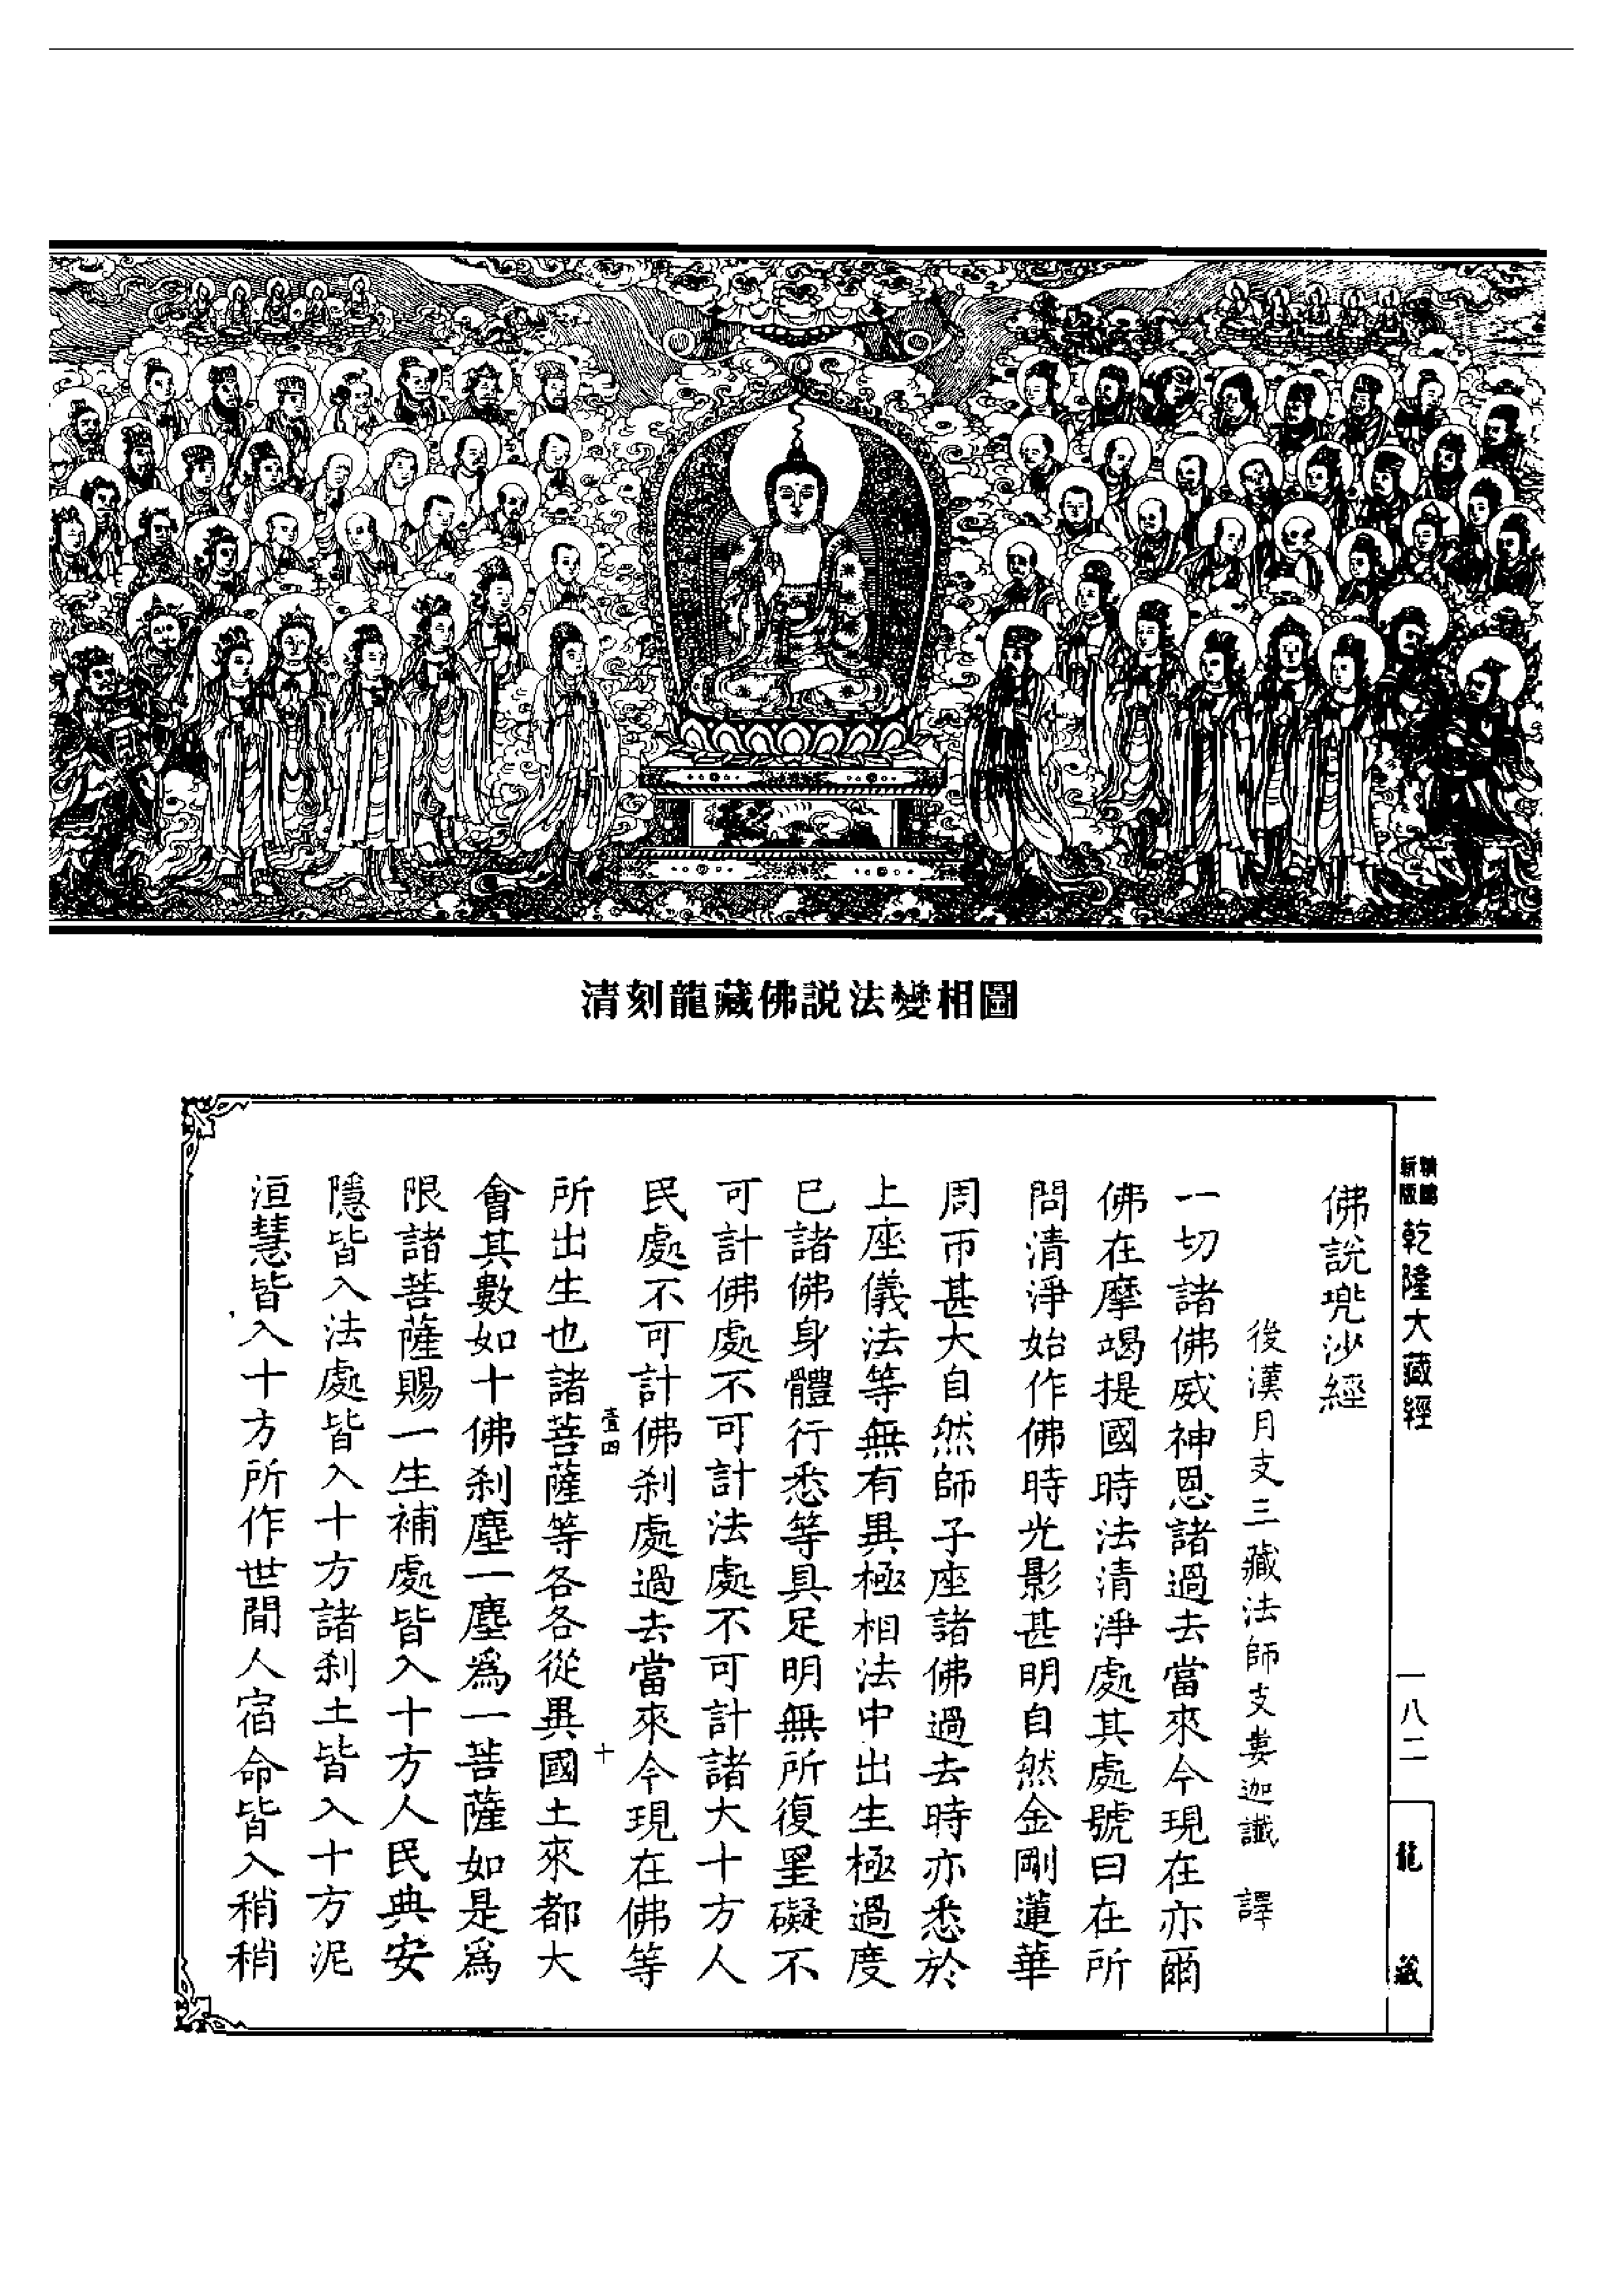 清刻龍藏佛説法變相圖
新版
乾隆大藏經
一八二
龍藏
佛說兠沙經
後漢月支三藏法師支婁迦讖 譯
一切諸佛威神恩諸過去當來今現在亦爾
佛在摩竭提國時法清淨處其處號曰在所
問清淨始作佛時光影甚明自然金剛蓮華
周帀甚大自然師子座諸佛過去時亦悉於
上座儀法等無有異極相法中出生極過度
巳諸佛身體行悉等具足明無所復罣礙不
可計佛處不可計法處不可計諸大十方人
民處不可計佛剎處過去當來今現在佛等
壹四 十
所出生也諸菩薩等各各從異國土來都大
會其數如十佛剎塵一塵爲一菩薩如是爲
限諸菩薩賜一生補處皆入十方人民典安
隱皆入法處皆入十方諸剎土皆入十方泥
洹慧皆入十方所作世間人宿命皆入稍稍